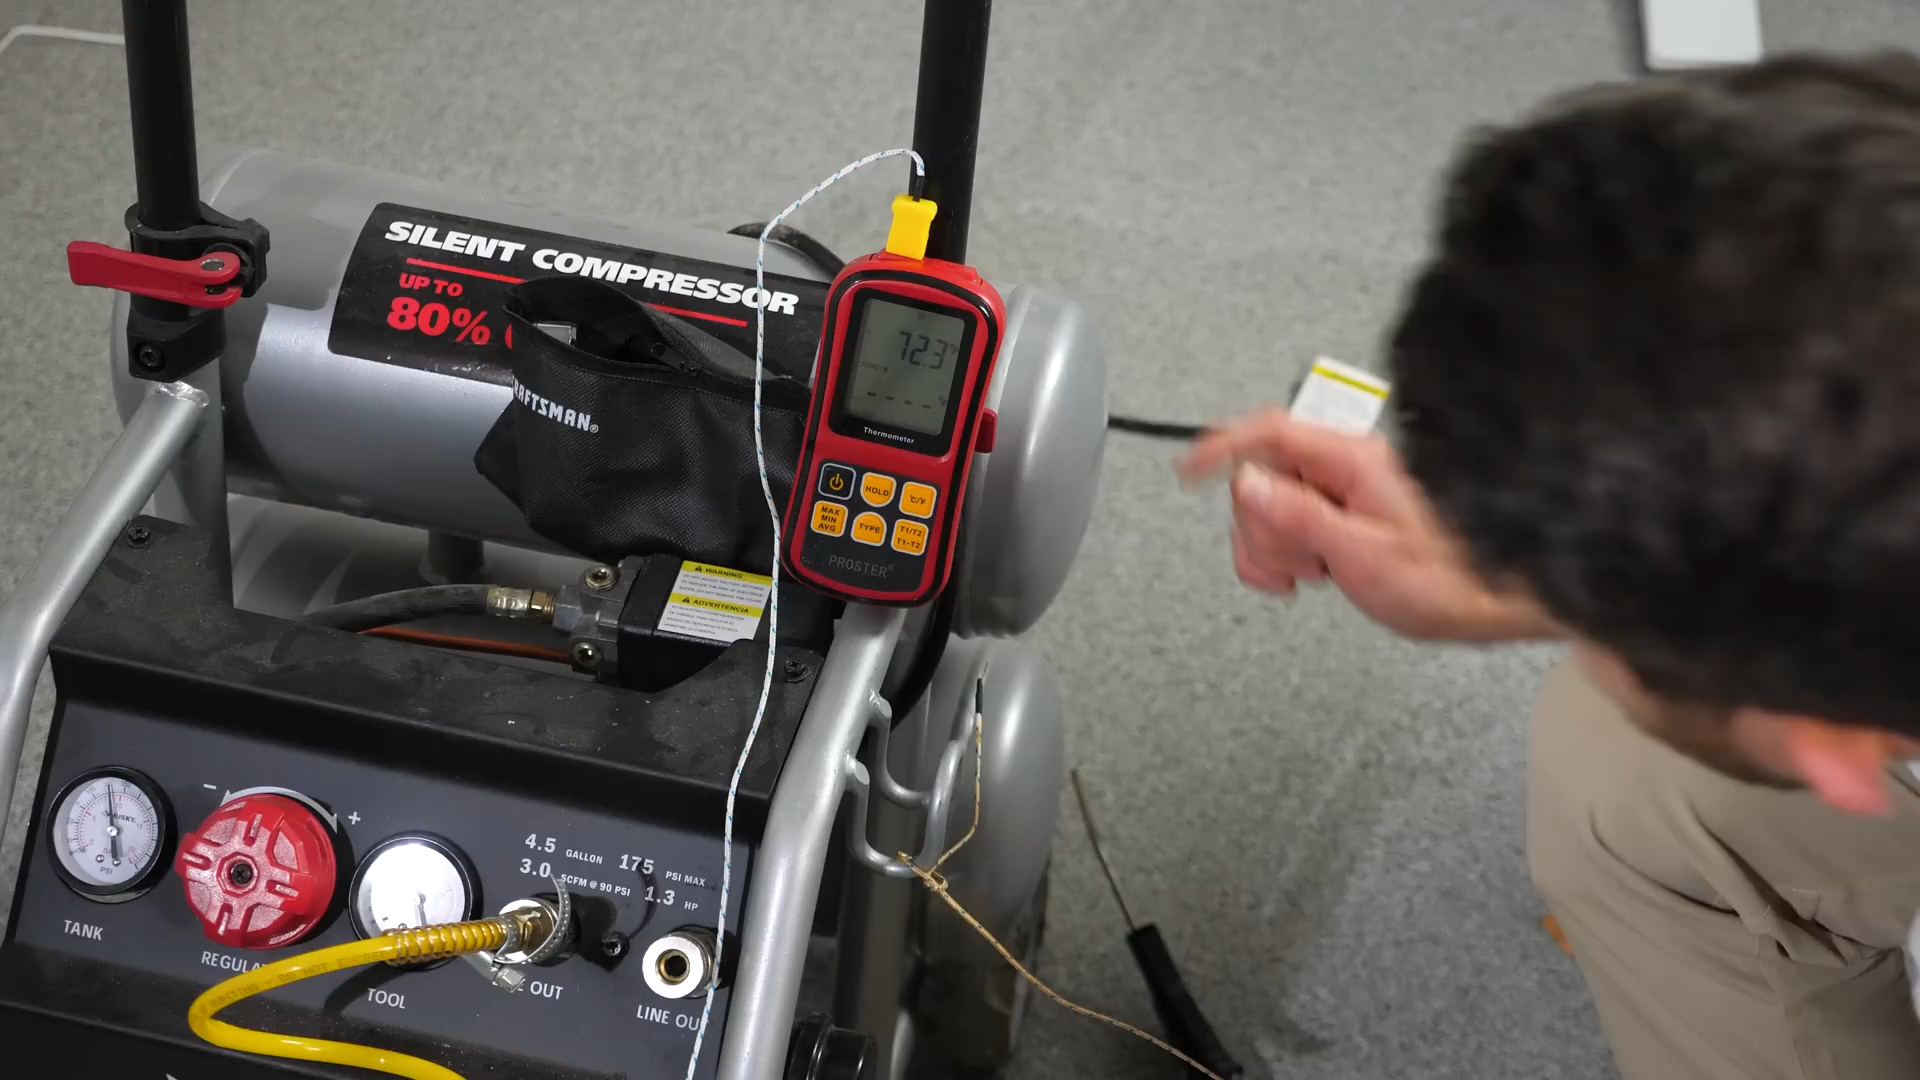 SILENT COMPRESSOR
UP TO
80%
RAFTSMAN®
72.3°F
Thermometer
HOLD
°C/F
MAX
MIN
AVG
TYPE
T1/T2
T1-T2
PROSTER®
WARNING
ADVERTENCIA
HUSKY
PSI
TANK
- +
REGULA
TOOL
4.5 GALLON 175 PSI MAX
3.0 SCFM @ 90 PSI 1.3 HP
OUT
LINE OU